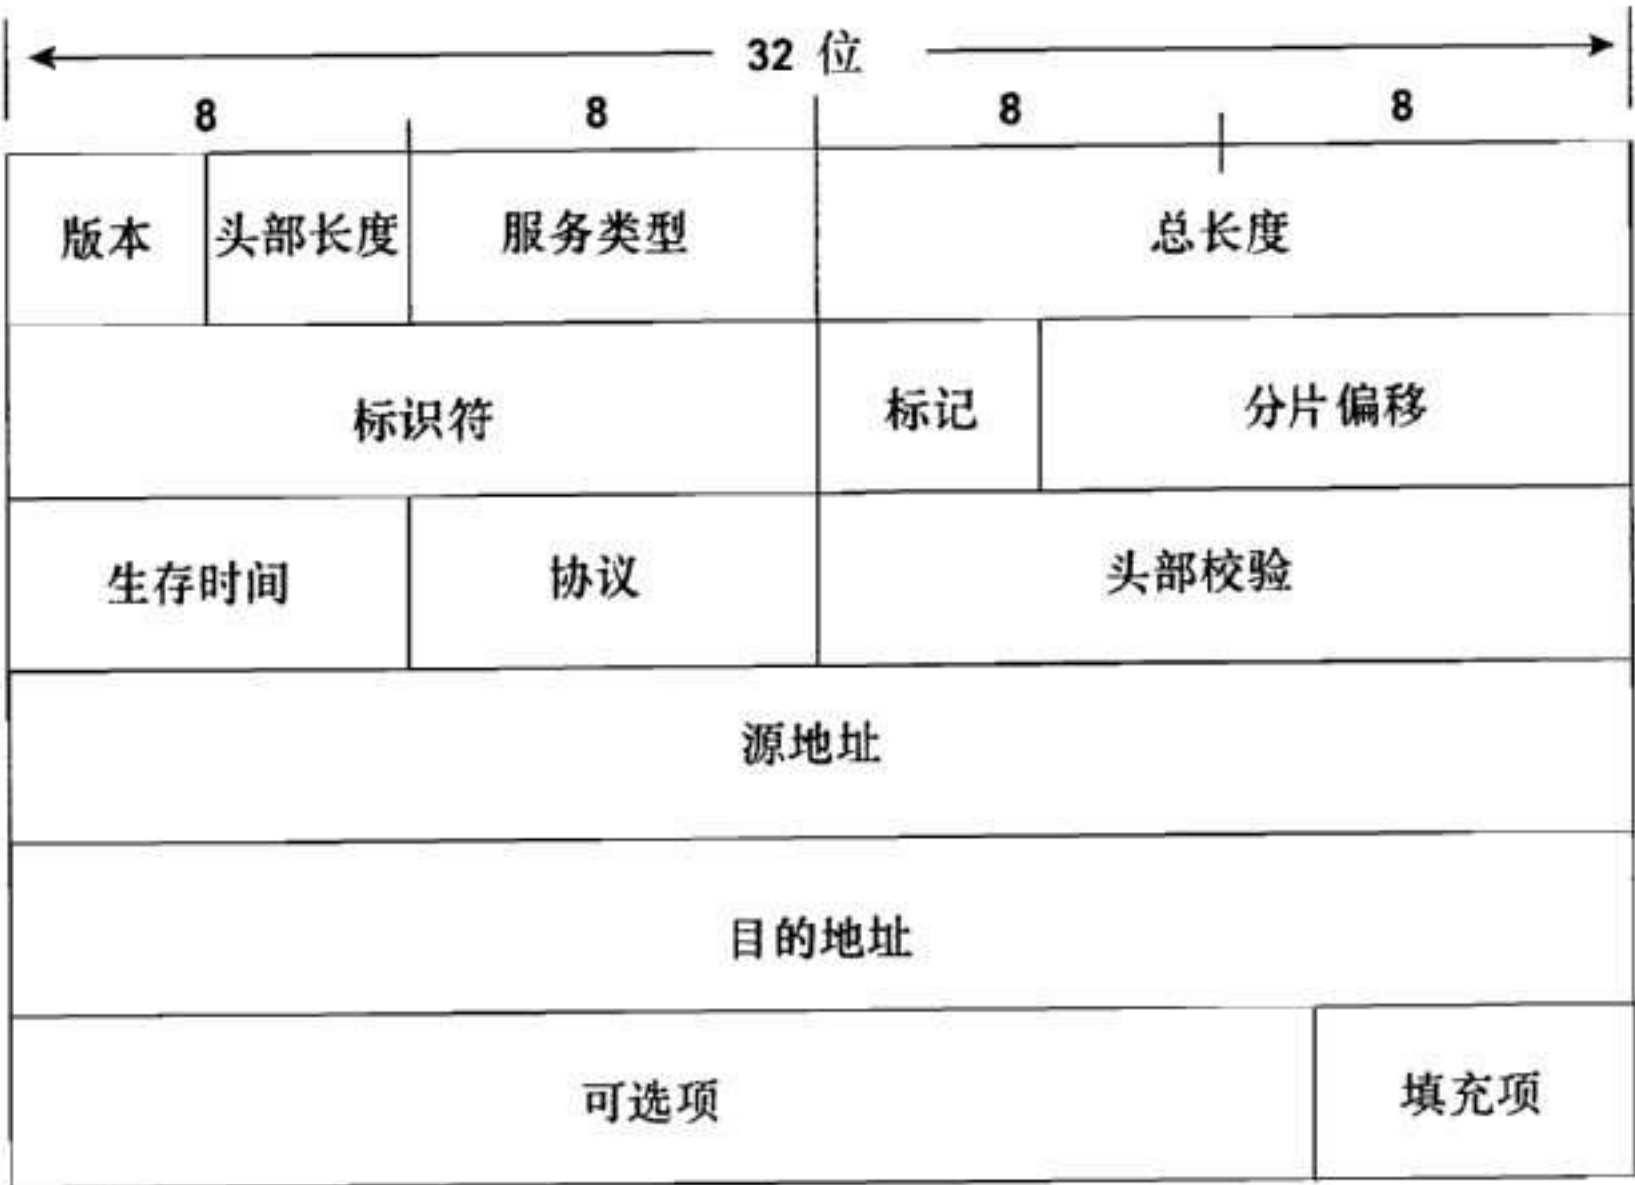 32 位
8 8 8 8
版本 头部长度 服务类型 总长度
标识符 标记 分片偏移
生存时间 协议 头部校验
源地址
目的地址
可选项 填充项